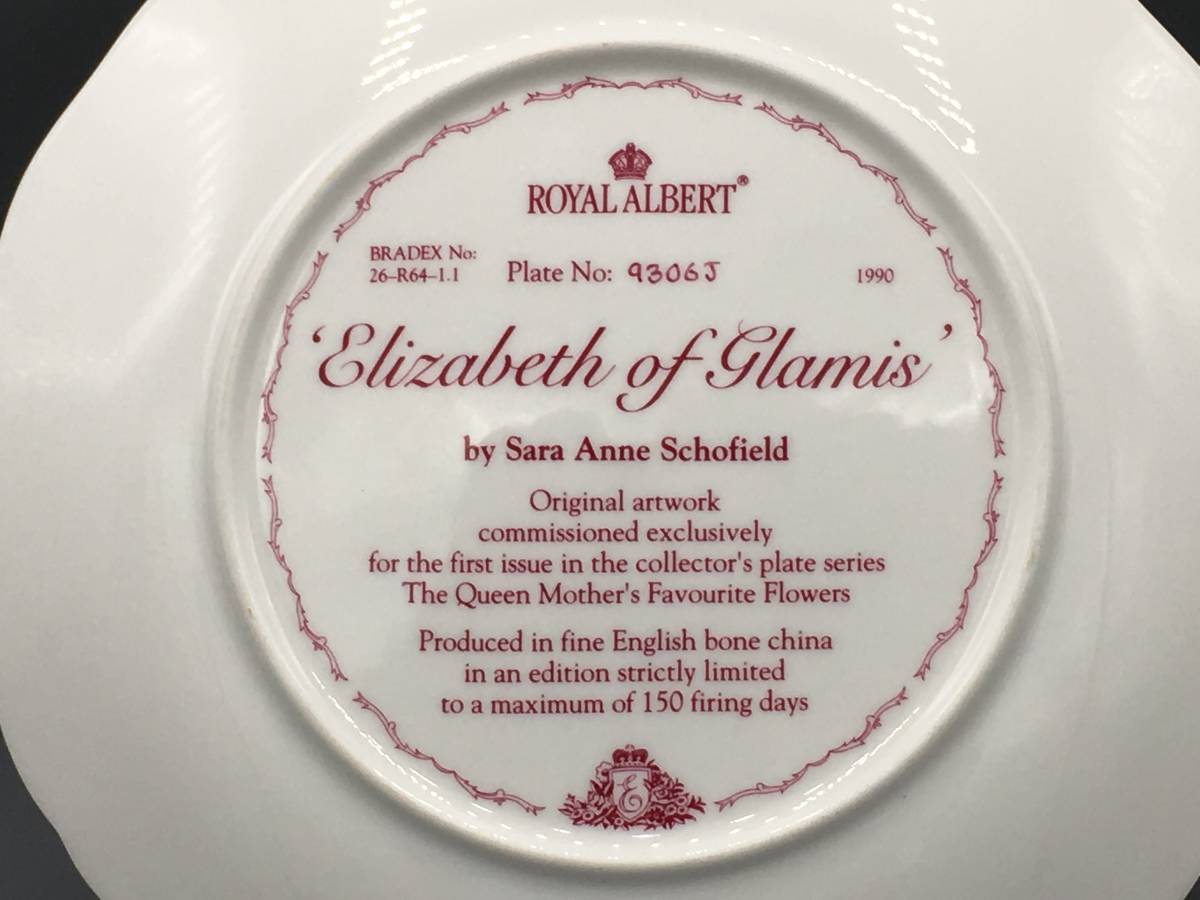 ROYAL ALBERT®
BRADEX No:
26-R64-1.1
Plate No: 9306J
1990
'Elizabeth of Glamis'
by Sara Anne Schofield
Original artwork
commissioned exclusively
for the first issue in the collector's plate series
The Queen Mother's Favourite Flowers
Produced in fine English bone china
in an edition strictly limited
to a maximum of 150 firing days
E